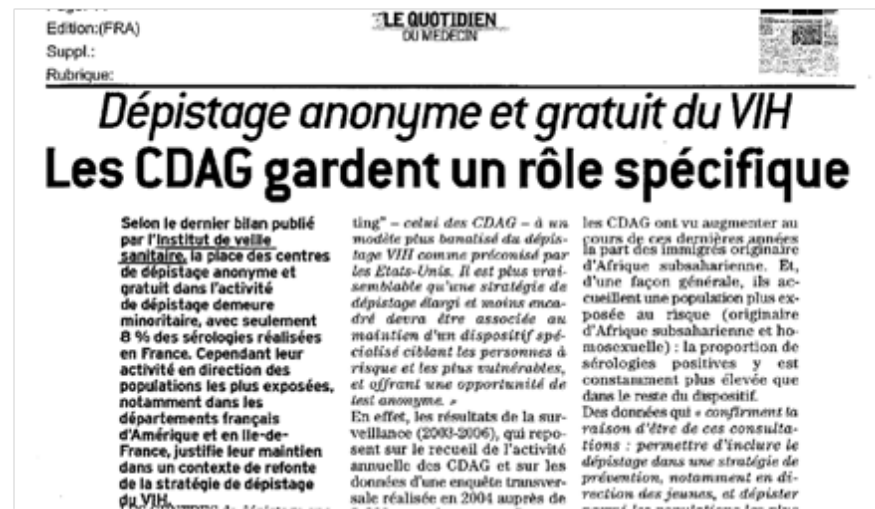 Edition:(FRA)
Suppl.:
Rubrique:
LE QUOTIDIEN
DU MEDECIN
Dépistage anonyme et gratuit du VIH
Les CDAG gardent un rôle spécifique
Selon le dernier bilan publié
par l'Institut de veille
sanitaire, la place des centres
de dépistage anonyme et
gratuit dans l'activité
de dépistage demeure
minoritaire, avec seulement
8 % des sérologies réalisées
en France. Cependant leur
activité en direction des
populations les plus exposées,
notamment dans les
départements français
d'Amérique et en Ile-de-
France, justifie leur maintien
dans un contexte de refonte
de la stratégie de dépistage
du VIH.
ting" – celui des CDAG – à un
modèle plus banalisé du dépis-
tage VIH comme préconisé par
les Etats-Unis. Il est plus vrai-
semblable qu'une stratégie de
dépistage élargi et moins enca-
dré devra être associée au
maintien d'un dispositif spé-
cialisé ciblant les personnes à
risque et les plus vulnérables,
et offrant une opportunité de
test anonyme. »
En effet, les résultats de la sur-
veillance (2003-2006), qui repo-
sent sur le recueil de l'activité
annuelle des CDAG et sur les
données d'une enquête transver-
sale réalisée en 2004 auprès de
les CDAG ont vu augmenter au
cours de ces dernières années
la part des immigrés originaire
d'Afrique subsaharienne. Et,
d'une façon générale, ils ac-
cueillent une population plus ex-
posée au risque (originaire
d'Afrique subsaharienne et ho-
mosexuelle) : la proportion de
sérologies positives y est
constamment plus élevée que
dans le reste du dispositif.
Des données qui « confirment la
raison d'être de ces consulta-
tions : permettre d'inclure le
dépistage dans une stratégie de
prévention, notamment en di-
rection des jeunes, et dépister